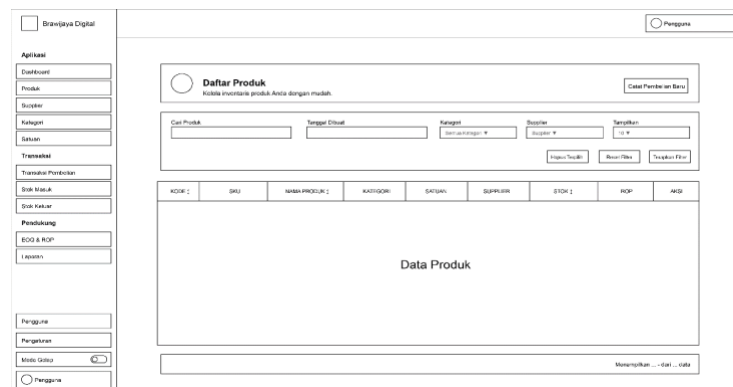 Brawijaya Digital
Pengguna
Aplikasi
Dashboard
Produk
Supplier
Kategori
Satuan
Transaksi
Transaksi Pembelian
Stok Masuk
Stok Keluar
Pendukung
EOQ & ROP
Laporan
Pengguna
Pengaturan
Mode Gelap
Pengguna
Daftar Produk
Kelola inventaris produk Anda dengan mudah.
Catat Pembelian Baru
Cari Produk
Tanggal Dibuat
Kategori
Supplier
Tampilkan
Semua Kategori ▼
Supplier ▼
10 ▼
Hapus Terpilih
Reset Filter
Terapkan Filter
KODE ↕ SKU NAMA PRODUK ↕ KATEGORI SATUAN SUPPLIER STOK ↕ ROP AKSI
Data Produk
Menampilkan ... - dari ... data